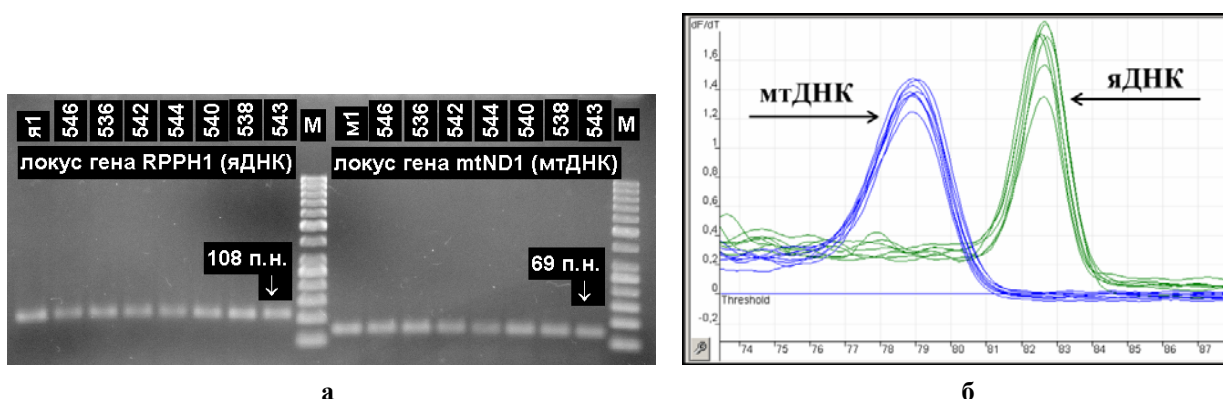 я1 546 536 542 544 540 538 543 М м1 546 536 542 544 540 538 543 М
локус гена RPPH1 (яДНК) локус гена mtND1 (мтДНК)
108 п.н. ↓
69 п.н. ↓
а
dF/dT
1,6
1,4
1,2
1
0,8
0,6
0,4
0,2
0
-0,2
мтДНК
яДНК
Threshold
74 75 76 77 78 79 80 81 82 83 84 85 86 87
б